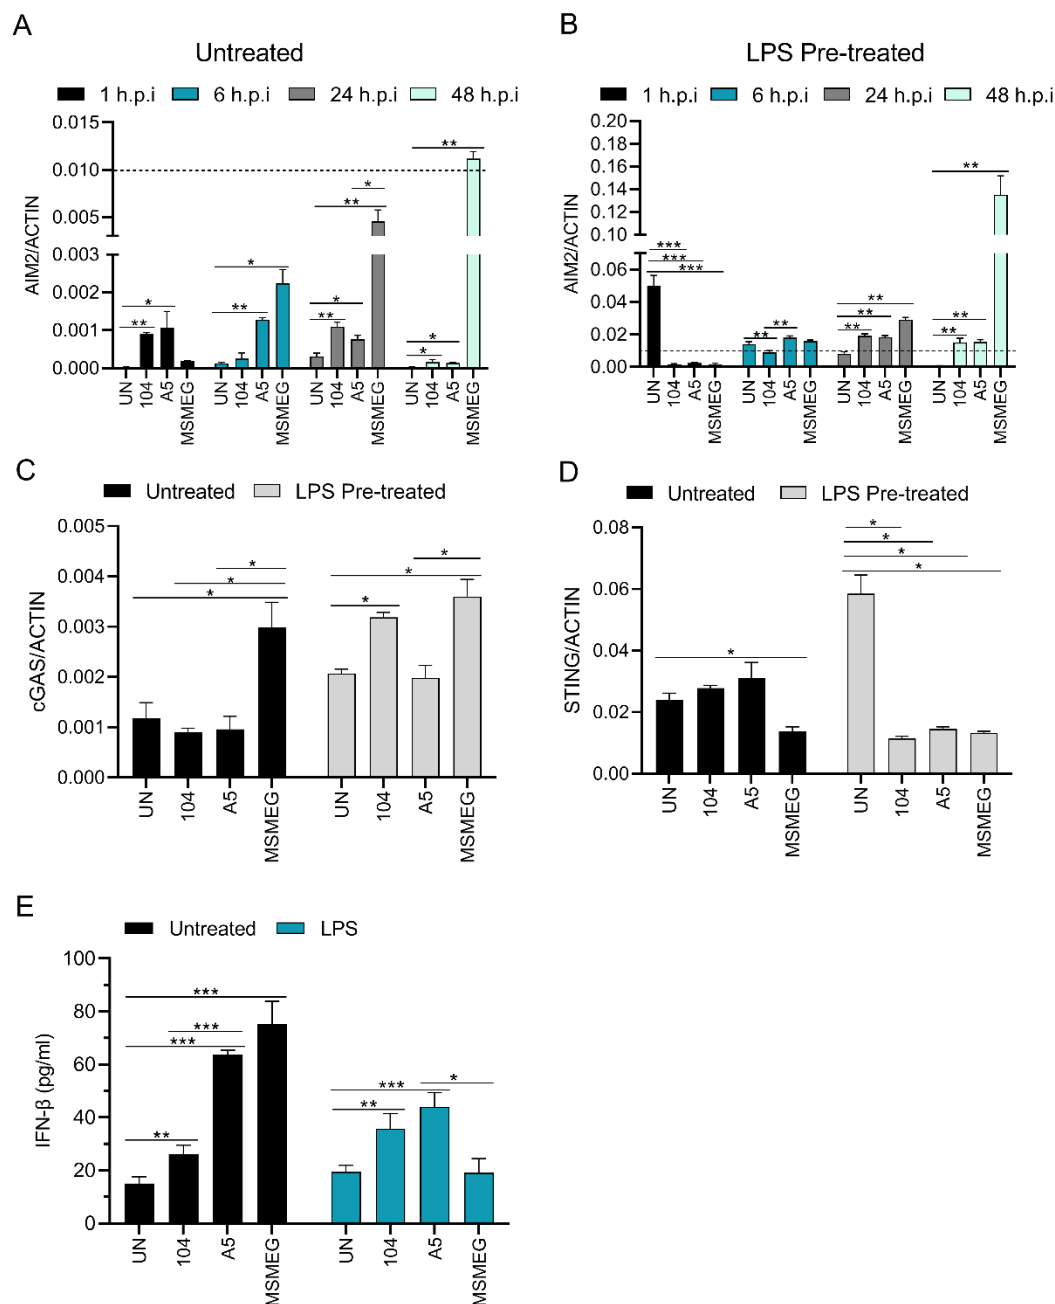 A
Untreated
1 h.p.i 6 h.p.i 24 h.p.i 48 h.p.i
AIM2/ACTIN
0.015
0.010
0.005
0.003
0.002
0.001
0.000
* ** ** * * ** * ** * * * **
UN 104 A5 MSMEG UN 104 A5 MSMEG UN 104 A5 MSMEG UN 104 A5 MSMEG
B
LPS Pre-treated
1 h.p.i 6 h.p.i 24 h.p.i 48 h.p.i
AIM2/ACTIN
0.20
0.18
0.16
0.14
0.12
0.10
0.06
0.04
0.02
0.00
*** *** *** ** ** ** ** ** ** ** **
UN 104 A5 MSMEG UN 104 A5 MSMEG UN 104 A5 MSMEG UN 104 A5 MSMEG
C
Untreated LPS Pre-treated
cGAS/ACTIN
0.005
0.004
0.003
0.002
0.001
0.000
* * * * * *
UN 104 A5 MSMEG UN 104 A5 MSMEG
D
Untreated LPS Pre-treated
STING/ACTIN
0.08
0.06
0.04
0.02
0.00
* * * * *
UN 104 A5 MSMEG UN 104 A5 MSMEG
E
Untreated LPS
IFN-β (pg/ml)
100
80
60
40
20
0
*** *** *** ** *** ** *
UN 104 A5 MSMEG UN 104 A5 MSMEG